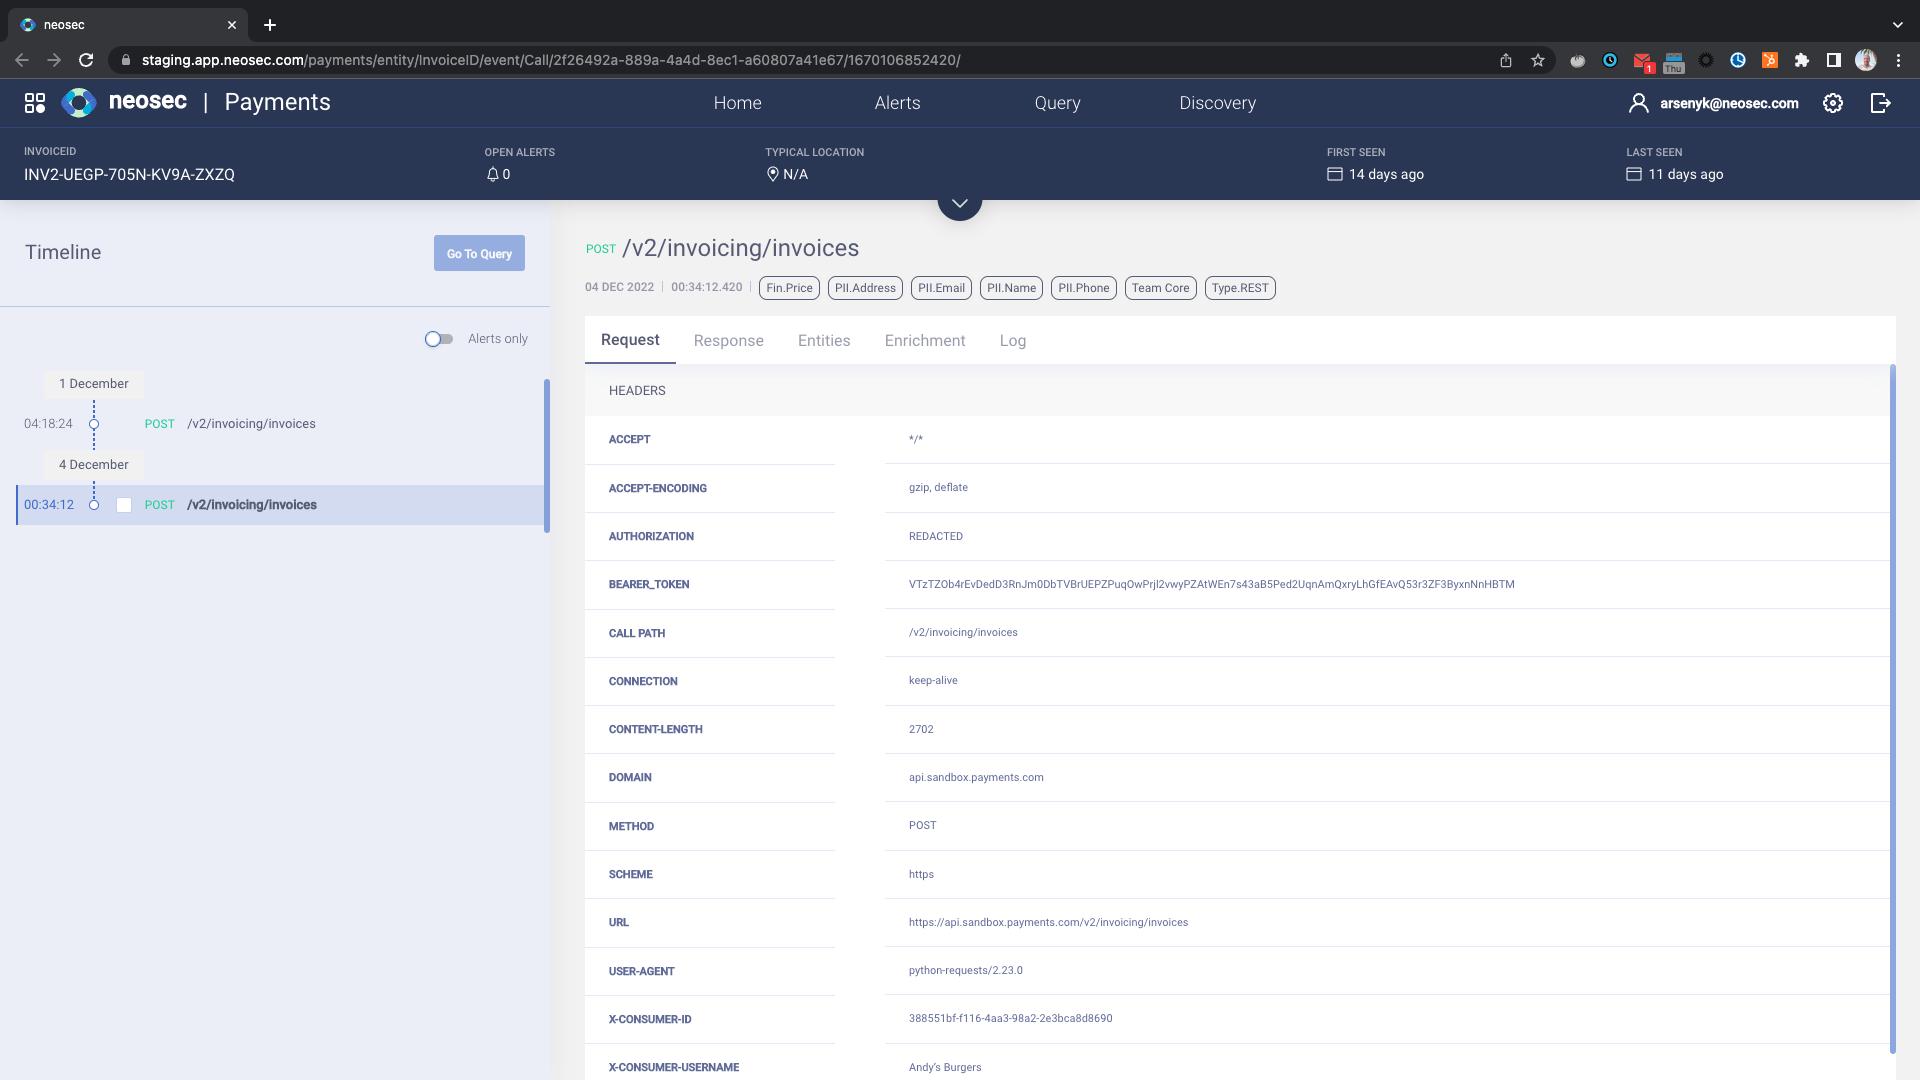 neosec
staging.app.neosec.com/payments/entity/InvoiceID/event/Call/2f26492a-889a-4a4d-8ec1-a60807a41e67/1670106852420/
1
Thu
neosec | Payments
Home
Alerts
Query
Discovery
arsenyk@neosec.com
INVOICEID
INV2-UEGP-705N-KV9A-ZXZQ
OPEN ALERTS
0
TYPICAL LOCATION
N/A
FIRST SEEN
14 days ago
LAST SEEN
11 days ago
Timeline
Go To Query
Alerts only
1 December
04:18:24 POST /v2/invoicing/invoices
4 December
00:34:12 POST /v2/invoicing/invoices
POST /v2/invoicing/invoices
04 DEC 2022 | 00:34:12.420 | Fin.Price PII.Address PII.Email PII.Name PII.Phone Team Core Type.REST
Request Response Entities Enrichment Log
HEADERS
ACCEPT */*
ACCEPT-ENCODING gzip, deflate
AUTHORIZATION REDACTED
BEARER_TOKEN VTzTZOb4rEvDedD3RnJm0DbTVBrUEPZPuqOwPrjl2vwyPZAtWEn7s43aB5Ped2UqnAmQxryLhGfEAvQ53r3ZF3ByxnNnHBTM
CALL PATH /v2/invoicing/invoices
CONNECTION keep-alive
CONTENT-LENGTH 2702
DOMAIN api.sandbox.payments.com
METHOD POST
SCHEME https
URL https://api.sandbox.payments.com/v2/invoicing/invoices
USER-AGENT python-requests/2.23.0
X-CONSUMER-ID 388551bf-f116-4aa3-98a2-2e3bca8d8690
X-CONSUMER-USERNAME Andy's Burgers